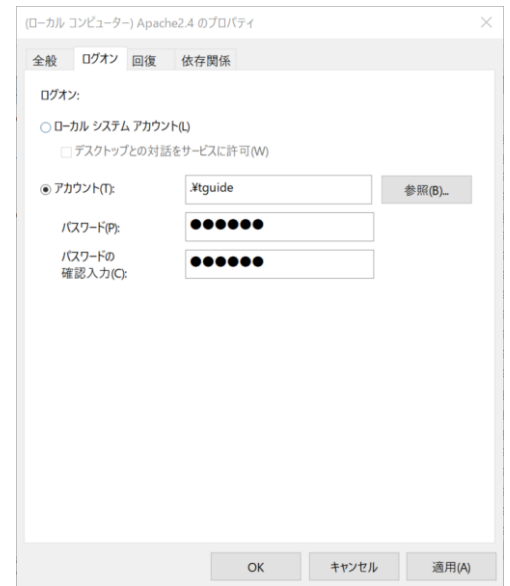 (ローカル コンピューター) Apache2.4 のプロパティ
全般 ログオン 回復 依存関係
ログオン:
ローカル システム アカウント(L)
デスクトップとの対話をサービスに許可(W)
アカウント(T): .¥tguide 参照(B)...
パスワード(P): ●●●●●●
パスワードの
確認入力(C): ●●●●●●
OK キャンセル 適用(A)